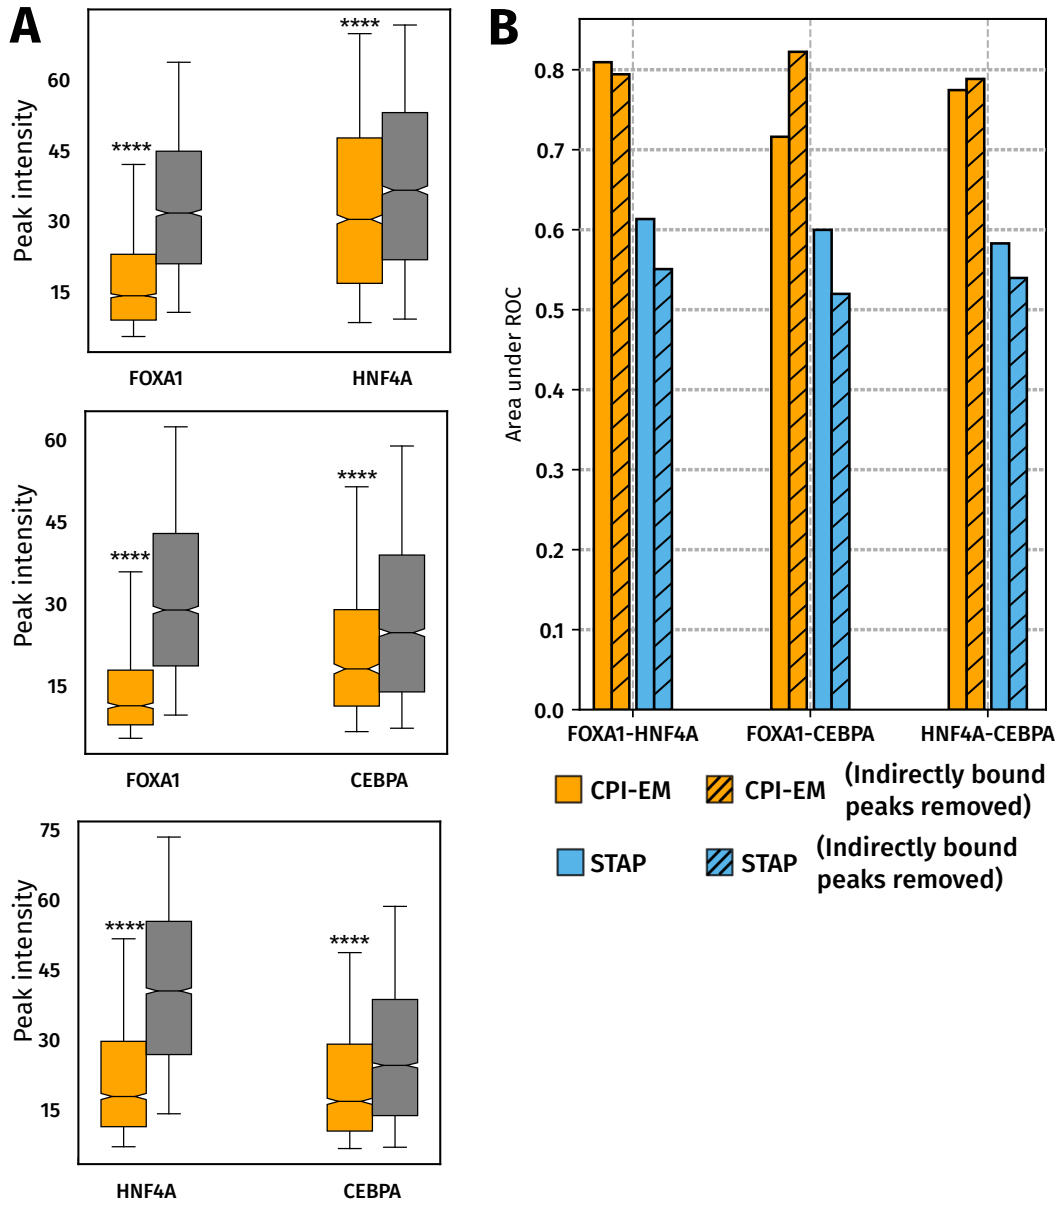 A
Peak intensity
60
45
30
15
****
****
FOXA1
HNF4A
Peak intensity
60
45
30
15
****
****
FOXA1
CEBPA
Peak intensity
75
60
45
30
15
****
****
HNF4A
CEBPA
B
Area under ROC
0.8
0.7
0.6
0.5
0.4
0.3
0.2
0.1
0.0
FOXA1-HNF4A
FOXA1-CEBPA
HNF4A-CEBPA
CPI-EM
CPI-EM
(Indirectly bound
peaks removed)
STAP
STAP
(Indirectly bound
peaks removed)